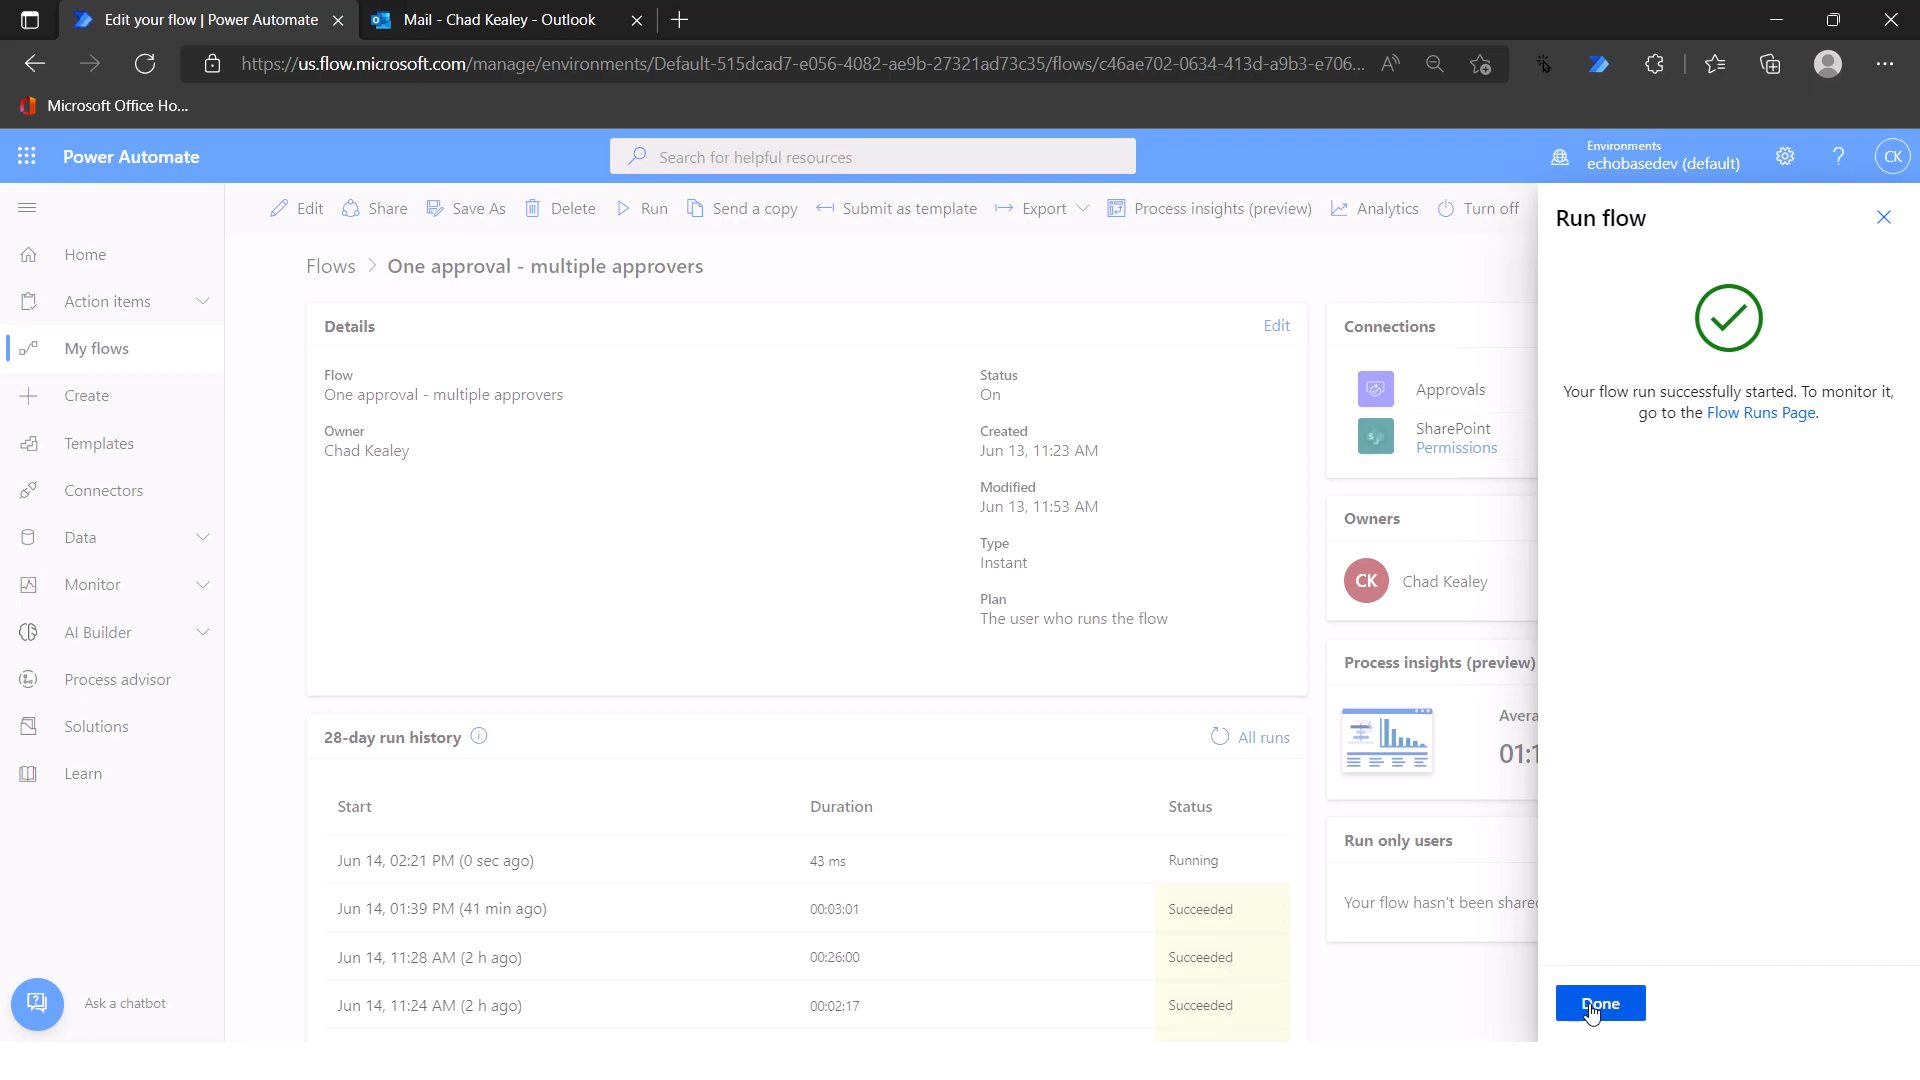 Edit your flow | Power Automate
Mail - Chad Kealey - Outlook
https://us.flow.microsoft.com/manage/environments/Default-515dcad7-e056-4082-ae9b-27321ad73c35/flows/c46ae702-0634-413d-a9b3-e706...
Microsoft Office Ho...
Power Automate
Search for helpful resources
Environments
echobasedev (default)
CK
Edit
Share
Save As
Delete
Run
Send a copy
Submit as template
Export
Process insights (preview)
Analytics
Turn off
Home
Action items
My flows
Create
Templates
Connectors
Data
Monitor
AI Builder
Process advisor
Solutions
Learn
Ask a chatbot
Flows > One approval - multiple approvers
Details
Edit
Flow
One approval - multiple approvers
Owner
Chad Kealey
Status
On
Created
Jun 13, 11:23 AM
Modified
Jun 13, 11:53 AM
Type
Instant
Plan
The user who runs the flow
28-day run history
All runs
Start Duration Status
Jun 14, 02:21 PM (0 sec ago) 43 ms Running
Jun 14, 01:39 PM (41 min ago) 00:03:01 Succeeded
Jun 14, 11:28 AM (2 h ago) 00:26:00 Succeeded
Jun 14, 11:24 AM (2 h ago) 00:02:17 Succeeded
Connections
Approvals
SharePoint
Permissions
Owners
CK
Chad Kealey
Process insights (preview)
Avera
01:1
Run only users
Your flow hasn't been shared
Run flow
Your flow run successfully started. To monitor it,
go to the Flow Runs Page.
Done